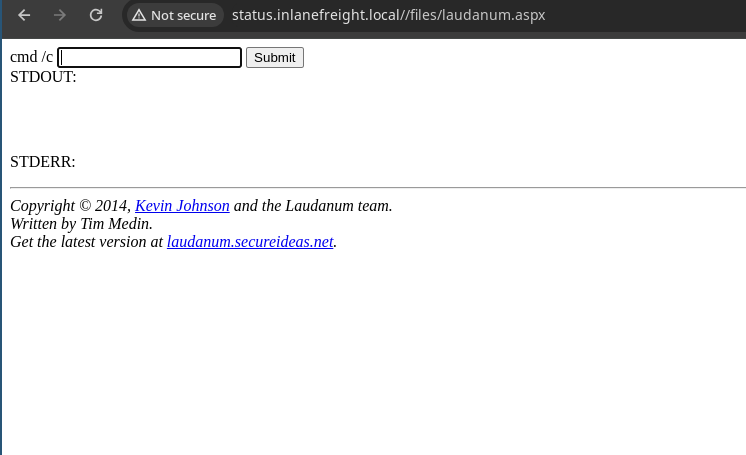 Not secure status.inlanefreight.local//files/laudanum.aspx
cmd /c Submit
STDOUT:
STDERR:
Copyright © 2014, Kevin Johnson and the Laudanum team.
Written by Tim Medin.
Get the latest version at laudanum.secureideas.net.